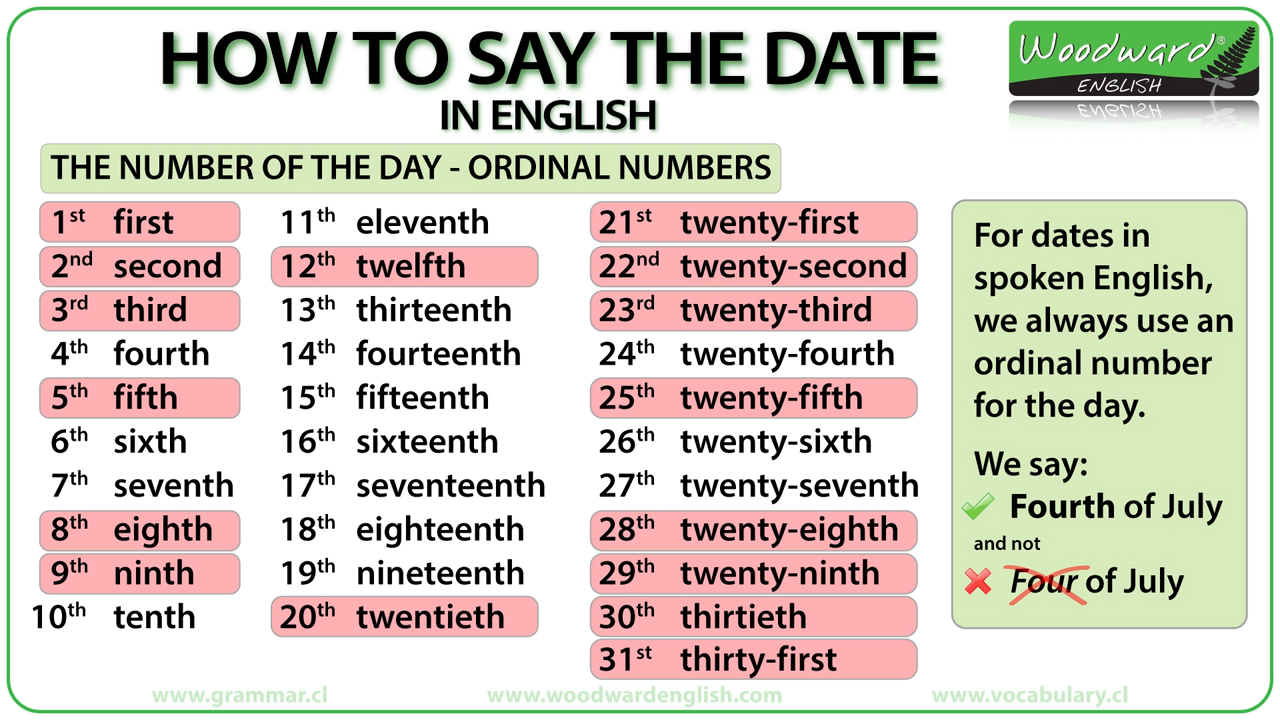 HOW TO SAY THE DATE
IN ENGLISH
Woodward®
ENGLISH
THE NUMBER OF THE DAY - ORDINAL NUMBERS
1st first
2nd second
3rd third
4th fourth
5th fifth
6th sixth
7th seventh
8th eighth
9th ninth
10th tenth
11th eleventh
12th twelfth
13th thirteenth
14th fourteenth
15th fifteenth
16th sixteenth
17th seventeenth
18th eighteenth
19th nineteenth
20th twentieth
21st twenty-first
22nd twenty-second
23rd twenty-third
24th twenty-fourth
25th twenty-fifth
26th twenty-sixth
27th twenty-seventh
28th twenty-eighth
29th twenty-ninth
30th thirtieth
31st thirty-first
For dates in
spoken English,
we always use an
ordinal number
for the day.
We say:
Fourth of July
and not
Four of July
www.grammar.cl
www.woodwardenglish.com
www.vocabulary.cl